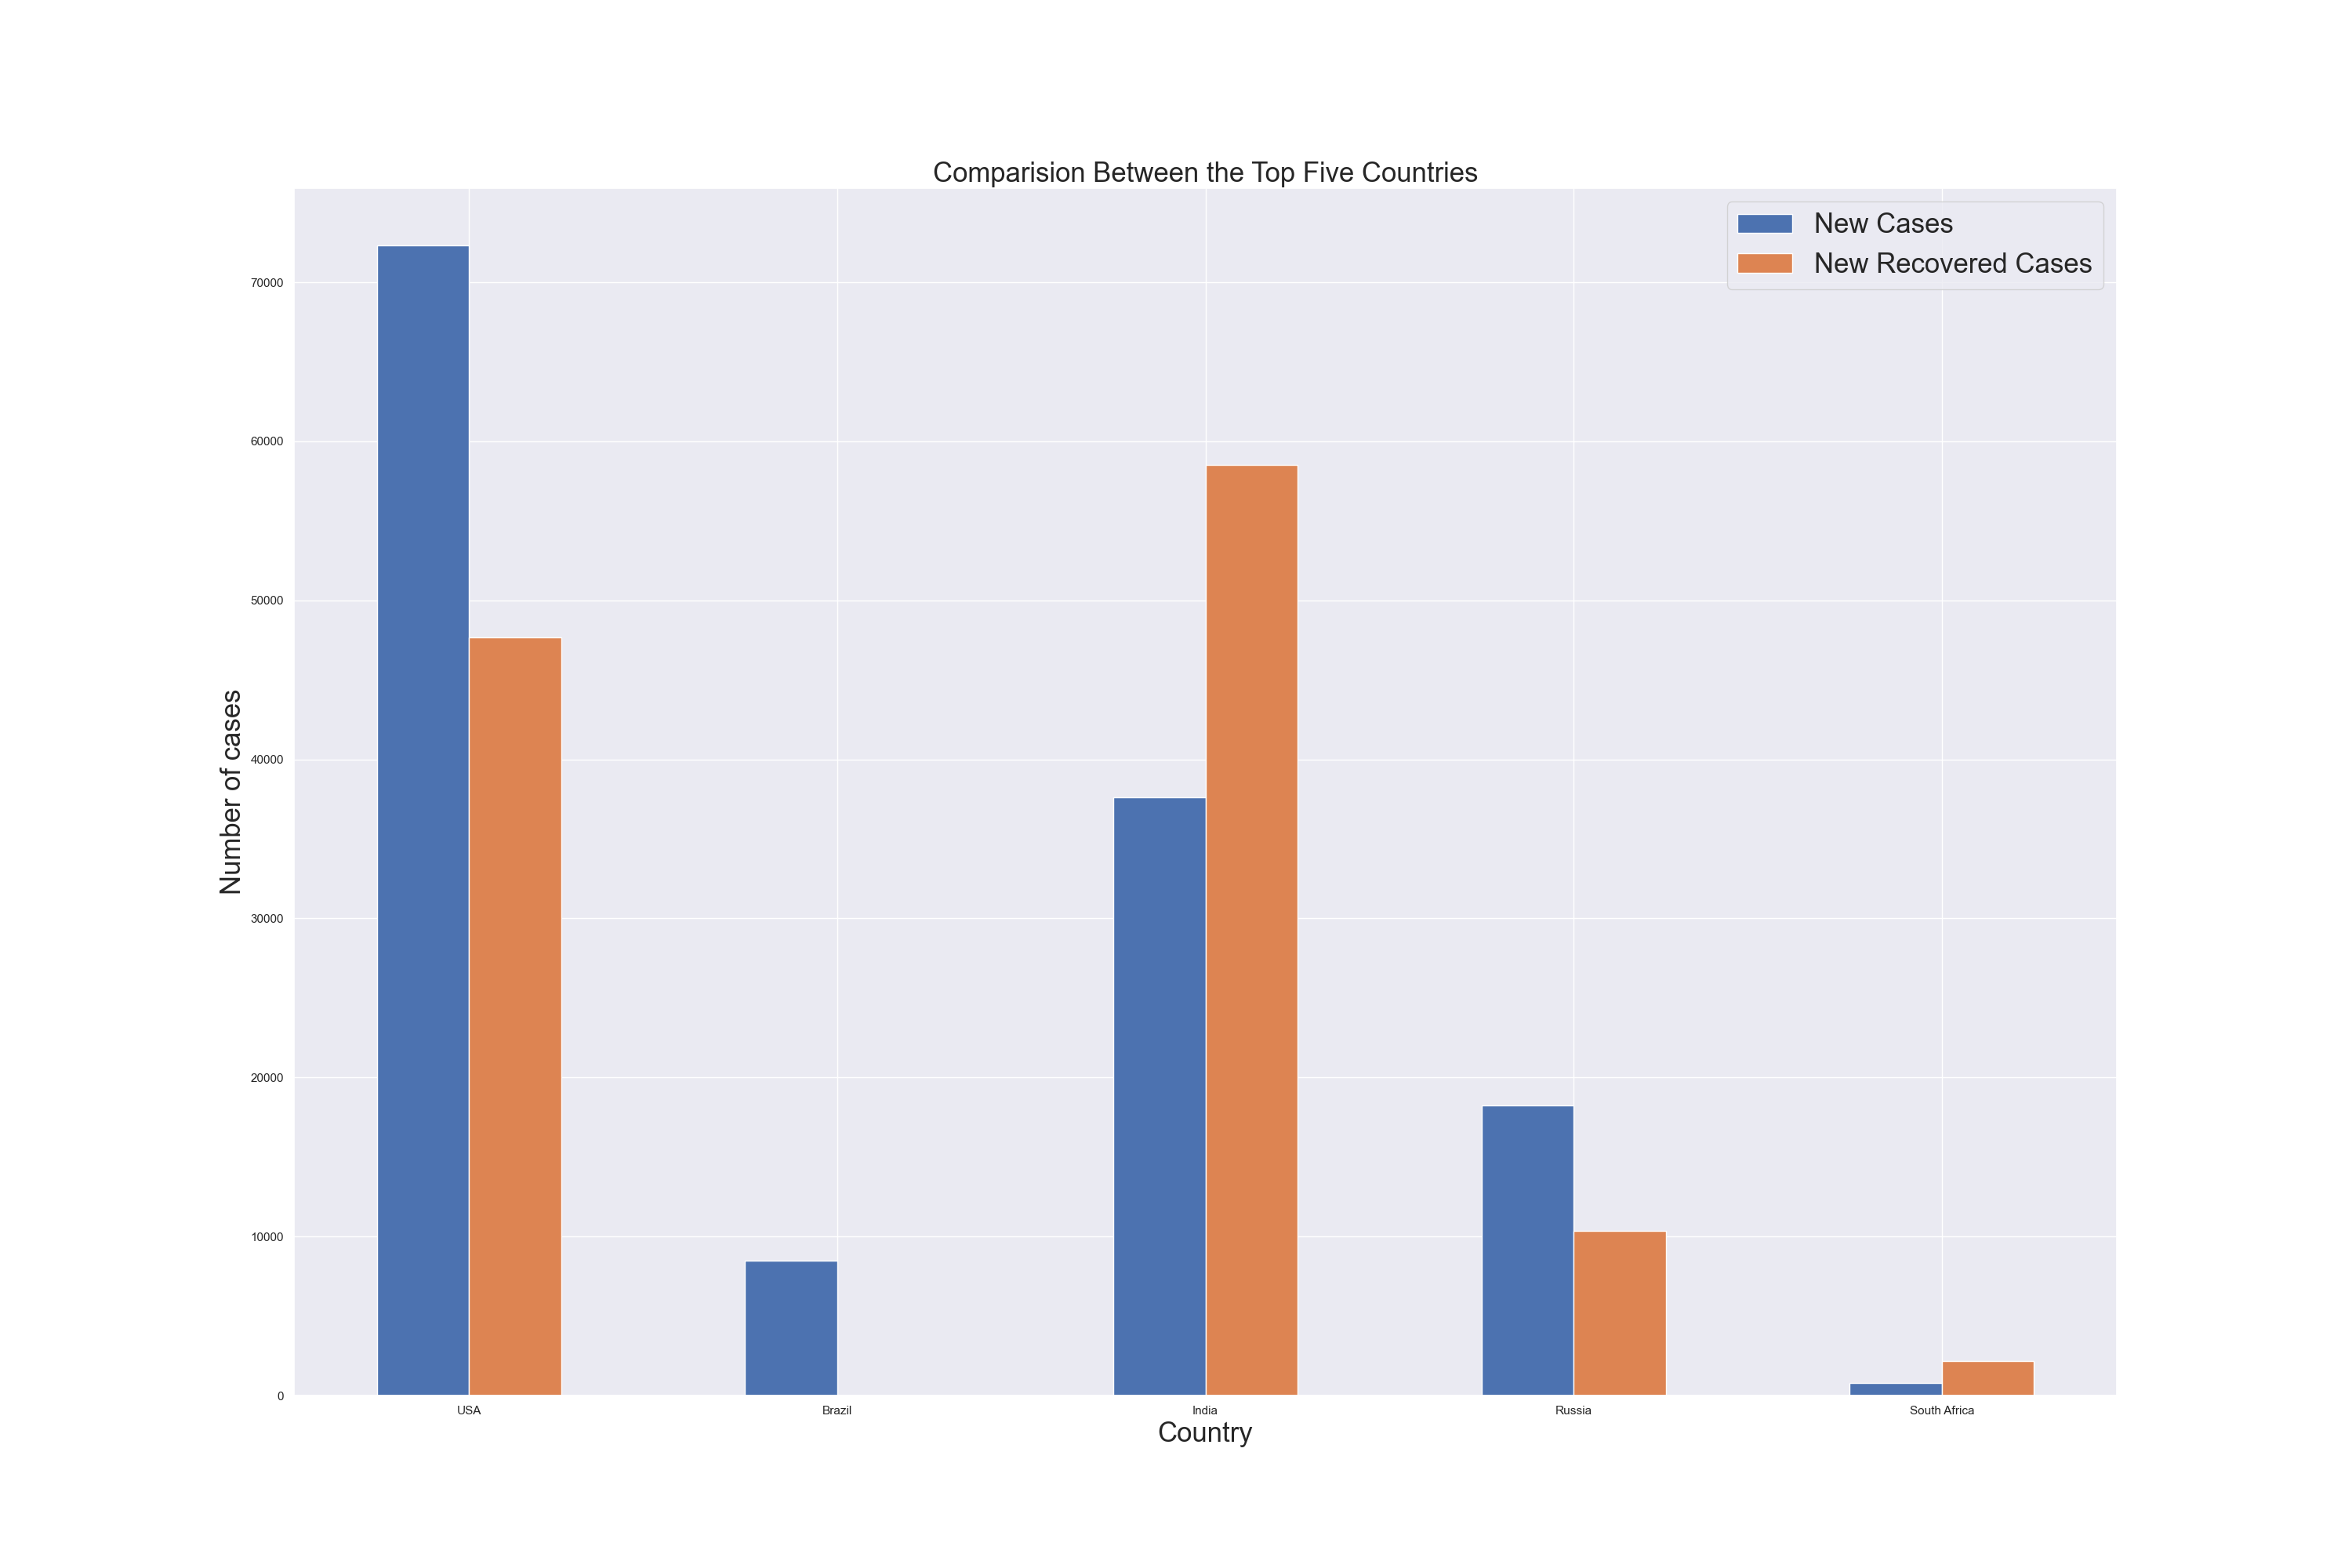 Comparision Between the Top Five Countries
New Cases
New Recovered Cases
70000
60000
50000
40000
30000
20000
10000
0
Number of cases
USA
Brazil
India
Russia
South Africa
Country